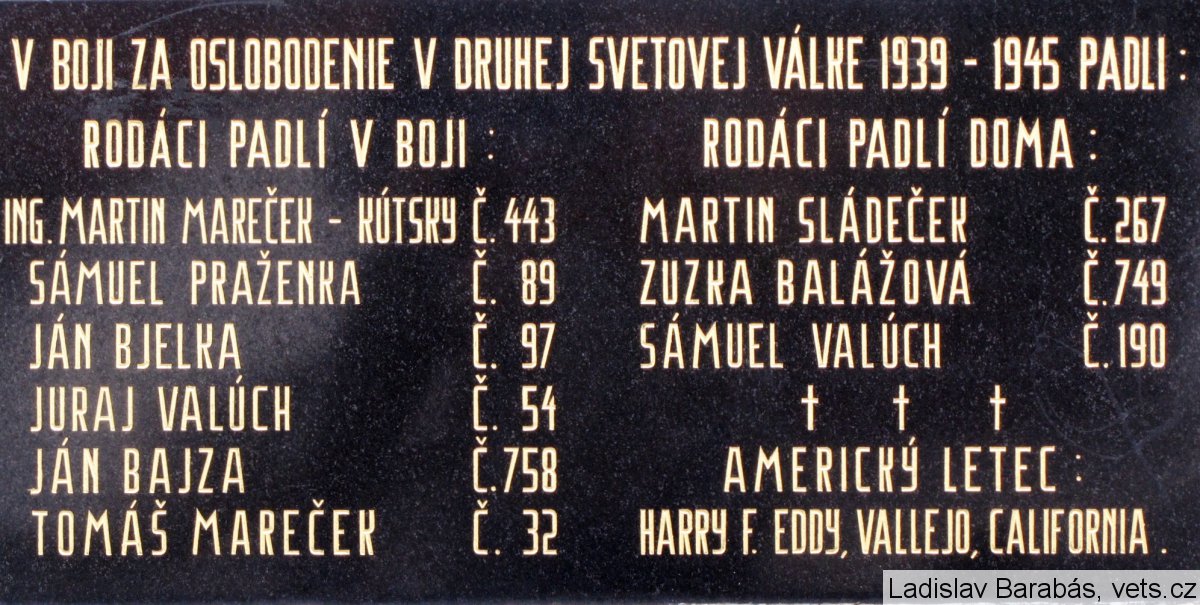 V BOJI ZA OSLOBODENIE V DRUHEJ SVETOVEJ VÁLKE 1939 - 1945 PADLI :
RODÁCI PADLÍ V BOJI :
ING. MARTIN MAREČEK - KÚTSKY Č. 443
SÁMUEL PRAŽENKA Č. 89
JÁN BJELKA Č. 97
JURAJ VALÚCH Č. 54
JÁN BAJZA Č. 758
TOMÁŠ MAREČEK Č. 32
RODÁCI PADLÍ DOMA :
MARTIN SLÁDEČEK Č. 267
ZUZKA BALÁŽOVÁ Č. 749
SÁMUEL VALÚCH Č. 190
† † †
AMERICKÝ LETEC :
HARRY F. EDDY, VALLEJO, CALIFORNIA .
Ladislav Barabás, vets.cz